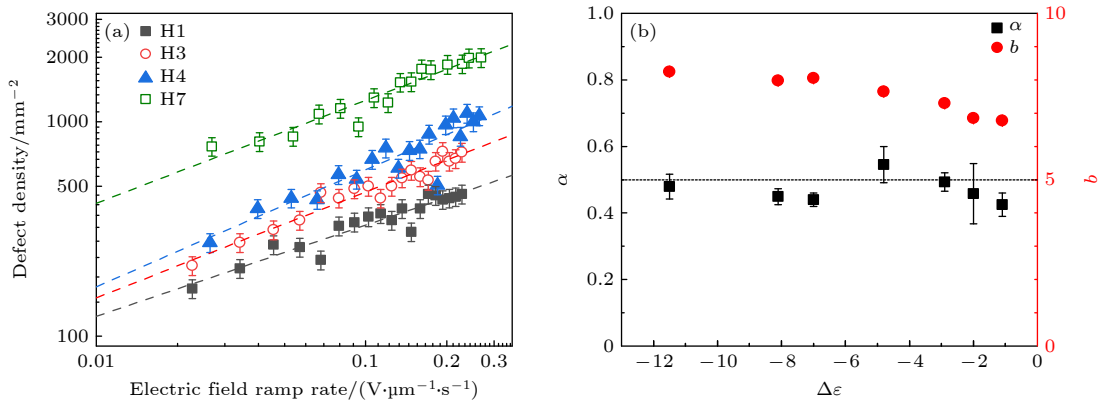 (a)
H1
H3
H4
H7
3000
2000
1000
500
100
0.01
0.1
0.2
0.3
Defect density/mm⁻²
Electric field ramp rate/(V·µm⁻¹·s⁻¹)
(b)
α
b
1.0
0.8
0.6
0.4
0.2
0
10
5
0
−12
−10
−8
−6
−4
−2
0
α
b
Δε